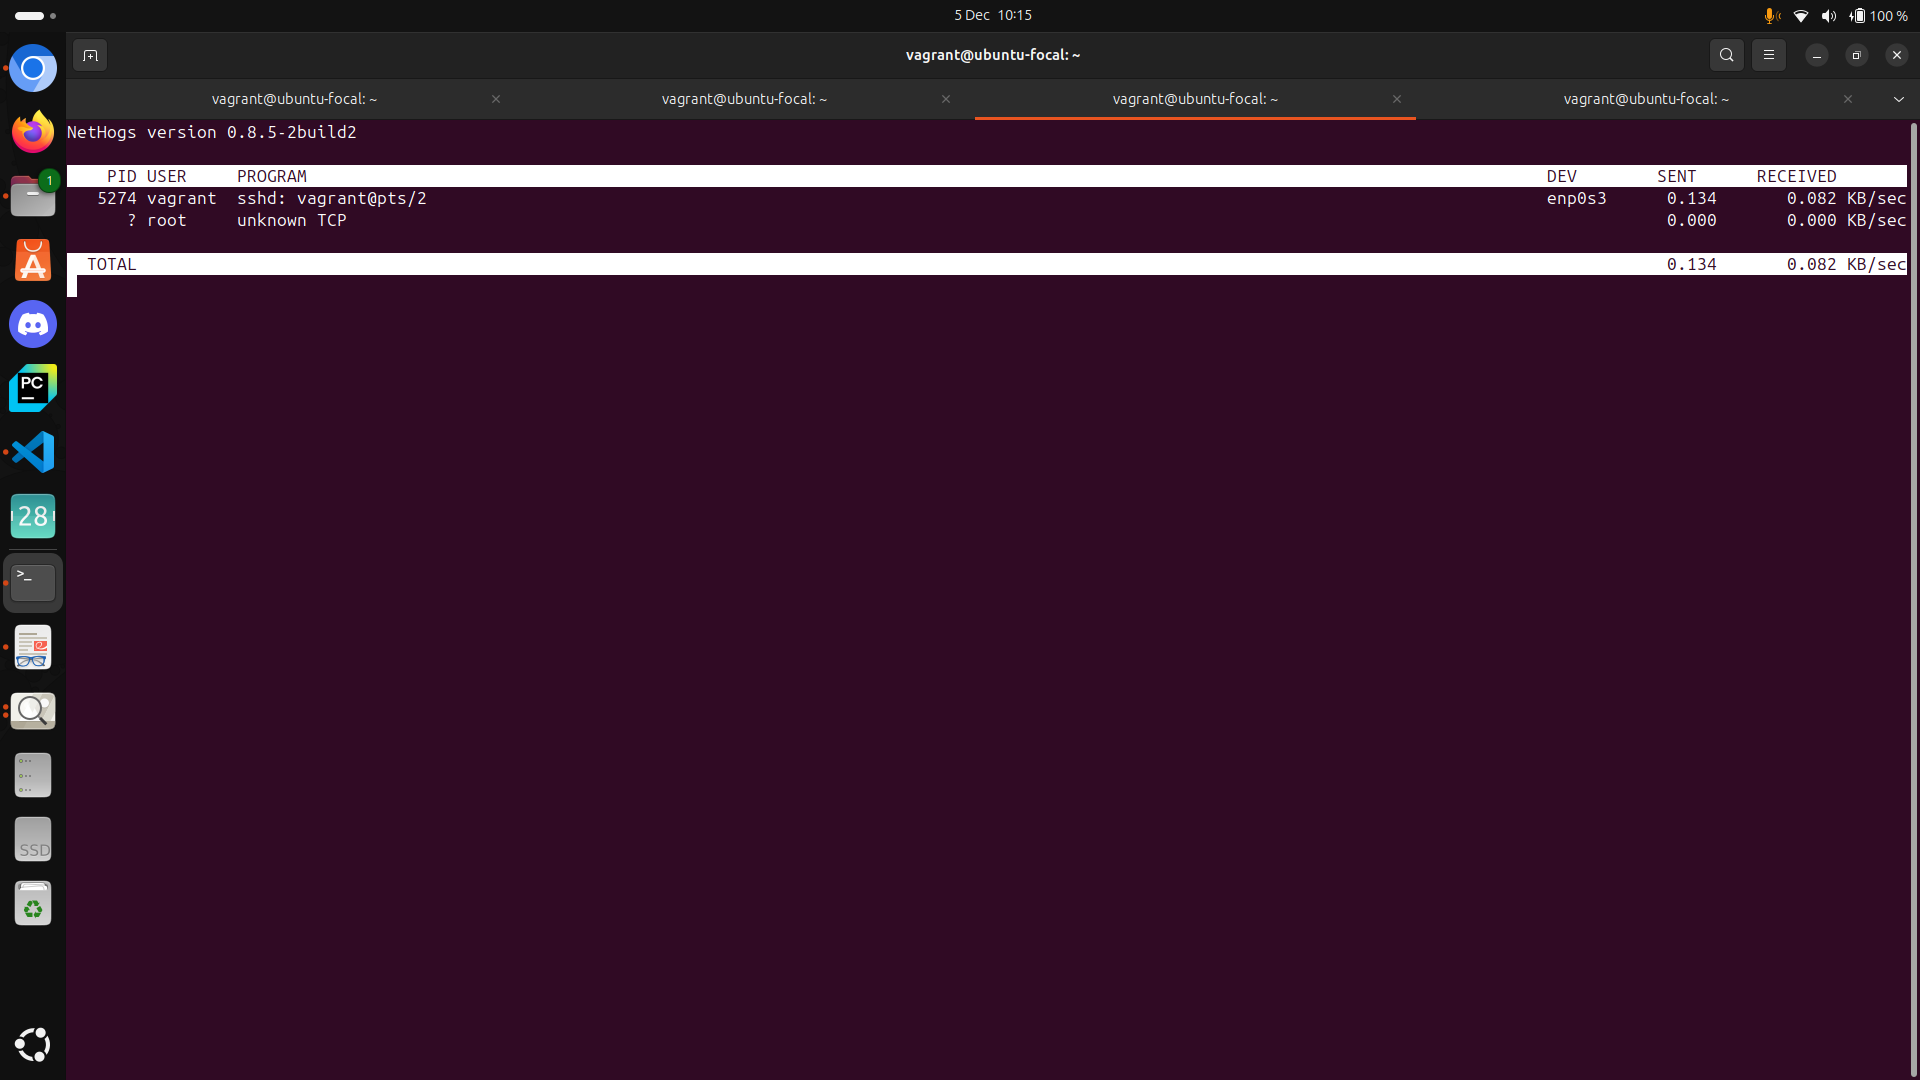 5 Dec 10:15
100 %
vagrant@ubuntu-focal: ~
vagrant@ubuntu-focal: ~
vagrant@ubuntu-focal: ~
vagrant@ubuntu-focal: ~
vagrant@ubuntu-focal: ~
NetHogs version 0.8.5-2build2
PID USER PROGRAM DEV SENT RECEIVED
5274 vagrant sshd: vagrant@pts/2 enp0s3 0.134 0.082 KB/sec
? root unknown TCP 0.000 0.000 KB/sec
TOTAL 0.134 0.082 KB/sec
1
PC
28
>_
SSD